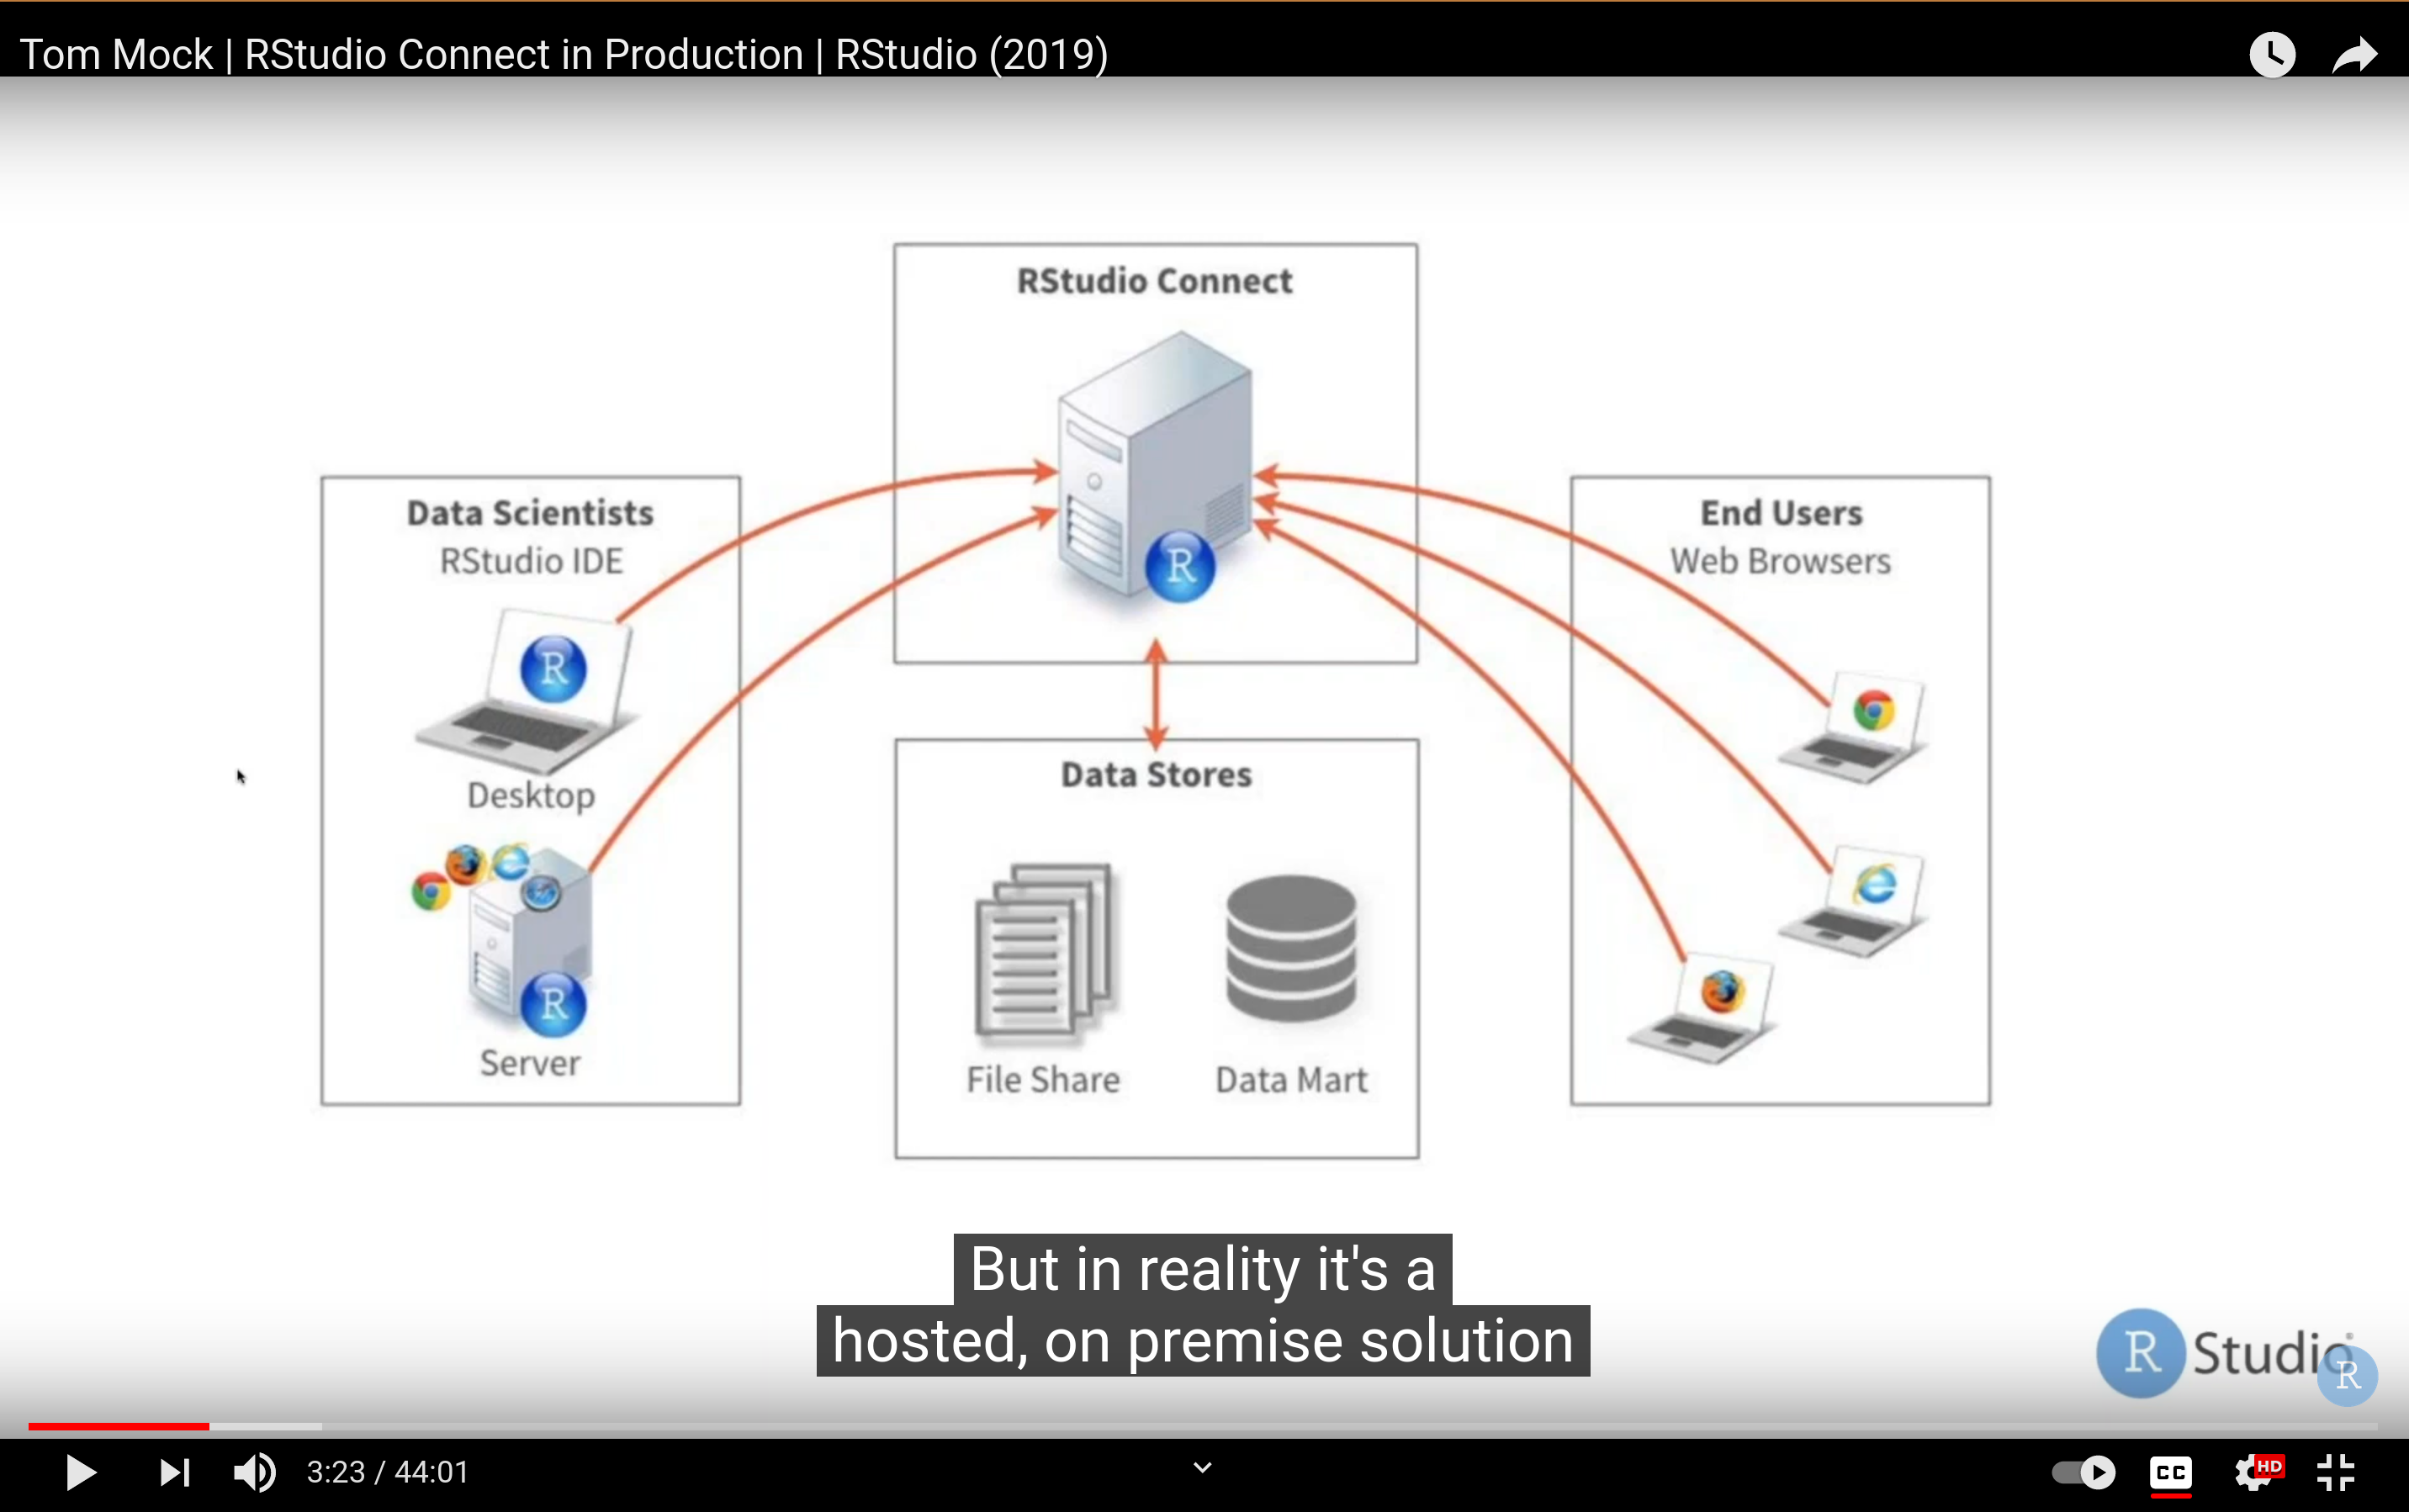 Tom Mock | RStudio Connect in Production | RStudio (2019)
RStudio Connect
R
Data Scientists
RStudio IDE
R
Desktop
R
Server
Data Stores
File Share
Data Mart
End Users
Web Browsers
But in reality it's a
hosted, on premise solution
R Studio
R
3:23 / 44:01
CC
HD